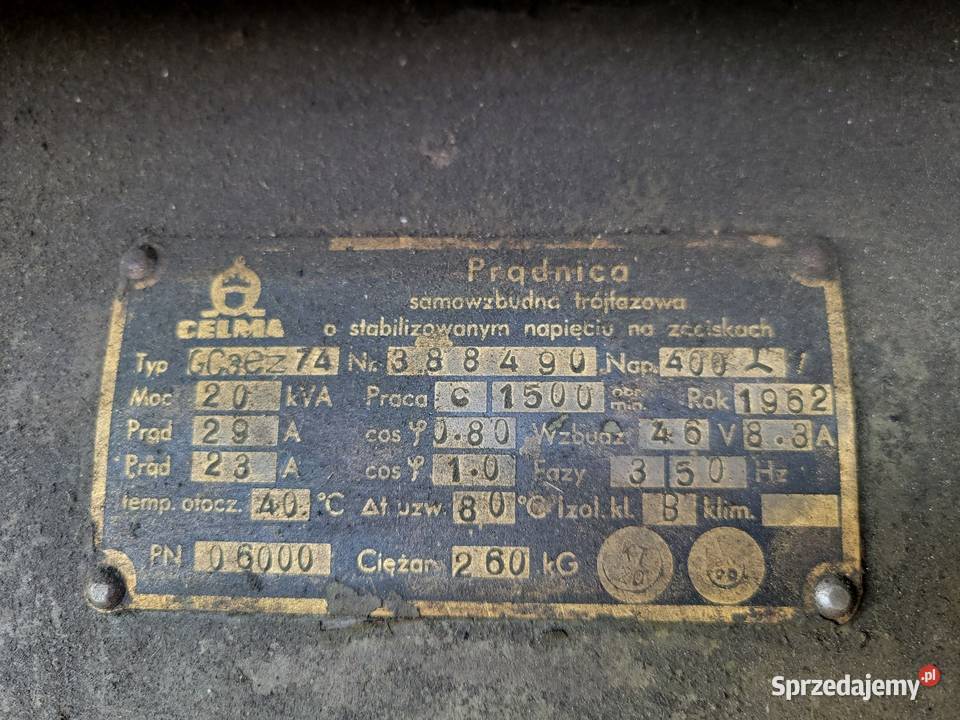 Prądnica
samowzbudna trójfazowa
CELMA o stabilizowanym napięciu na zaciskach
Typ GCaez74 Nr. 388490 Nap. 400 /
Moc 20 kVA Praca C 1500 obr. min. Rok 1962
Prąd 29 A cos φ 0.80 Wzbudz. 46 V 8.3 A
Prąd 23 A cos φ 1.0 Fazy 3 50 Hz
temp. otocz. 40. °C Δt uzw. 80 °C Izol. kl. B klim.
PN 06000 Ciężar 260 kG
Sprzedajemy.pl